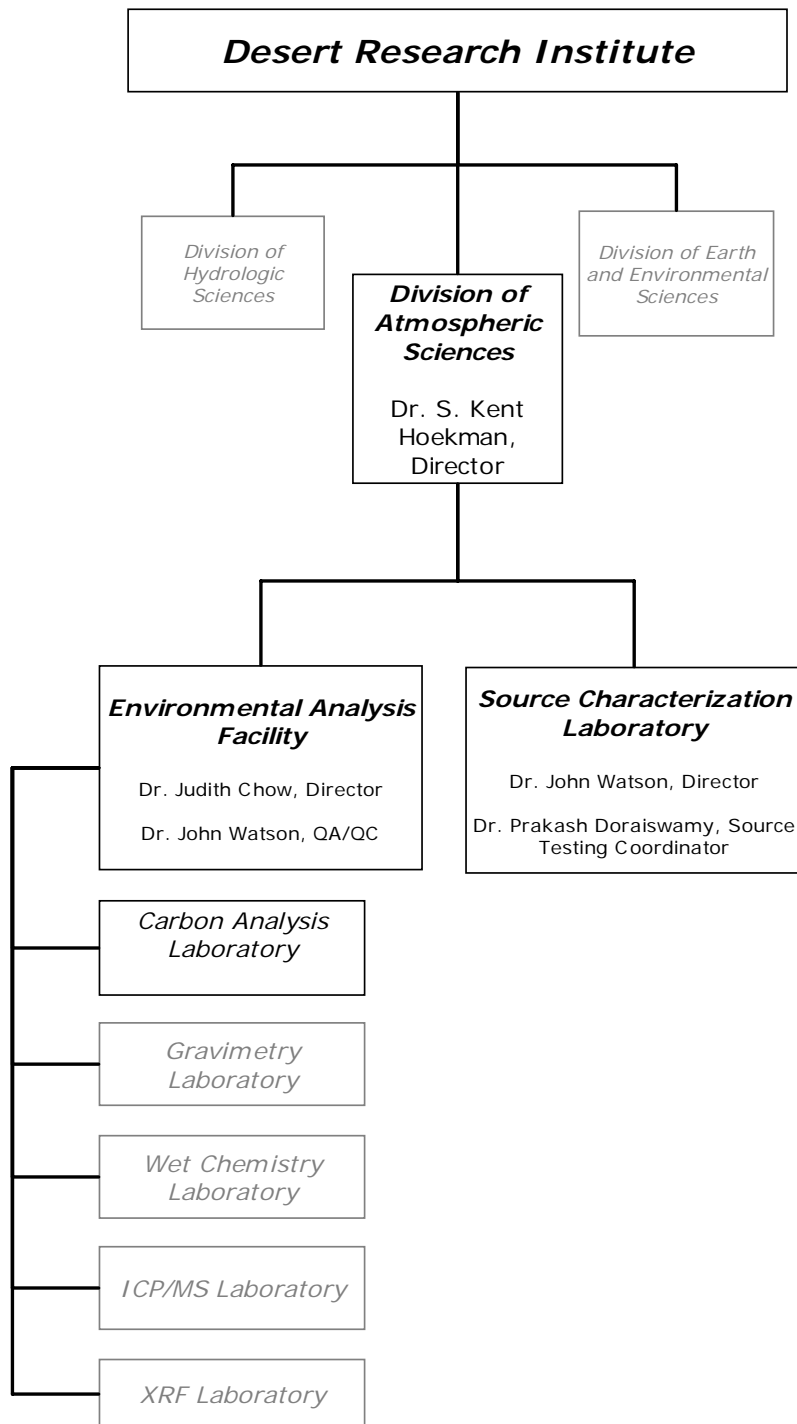 Desert Research Institute
Division of
Hydrologic
Sciences
Division of
Atmospheric
Sciences
Dr. S. Kent
Hoekman,
Director
Division of Earth
and Environmental
Sciences
Environmental Analysis
Facility
Dr. Judith Chow, Director
Dr. John Watson, QA/QC
Source Characterization
Laboratory
Dr. John Watson, Director
Dr. Prakash Doraiswamy, Source
Testing Coordinator
Carbon Analysis
Laboratory
Gravimetry
Laboratory
Wet Chemistry
Laboratory
ICP/MS Laboratory
XRF Laboratory